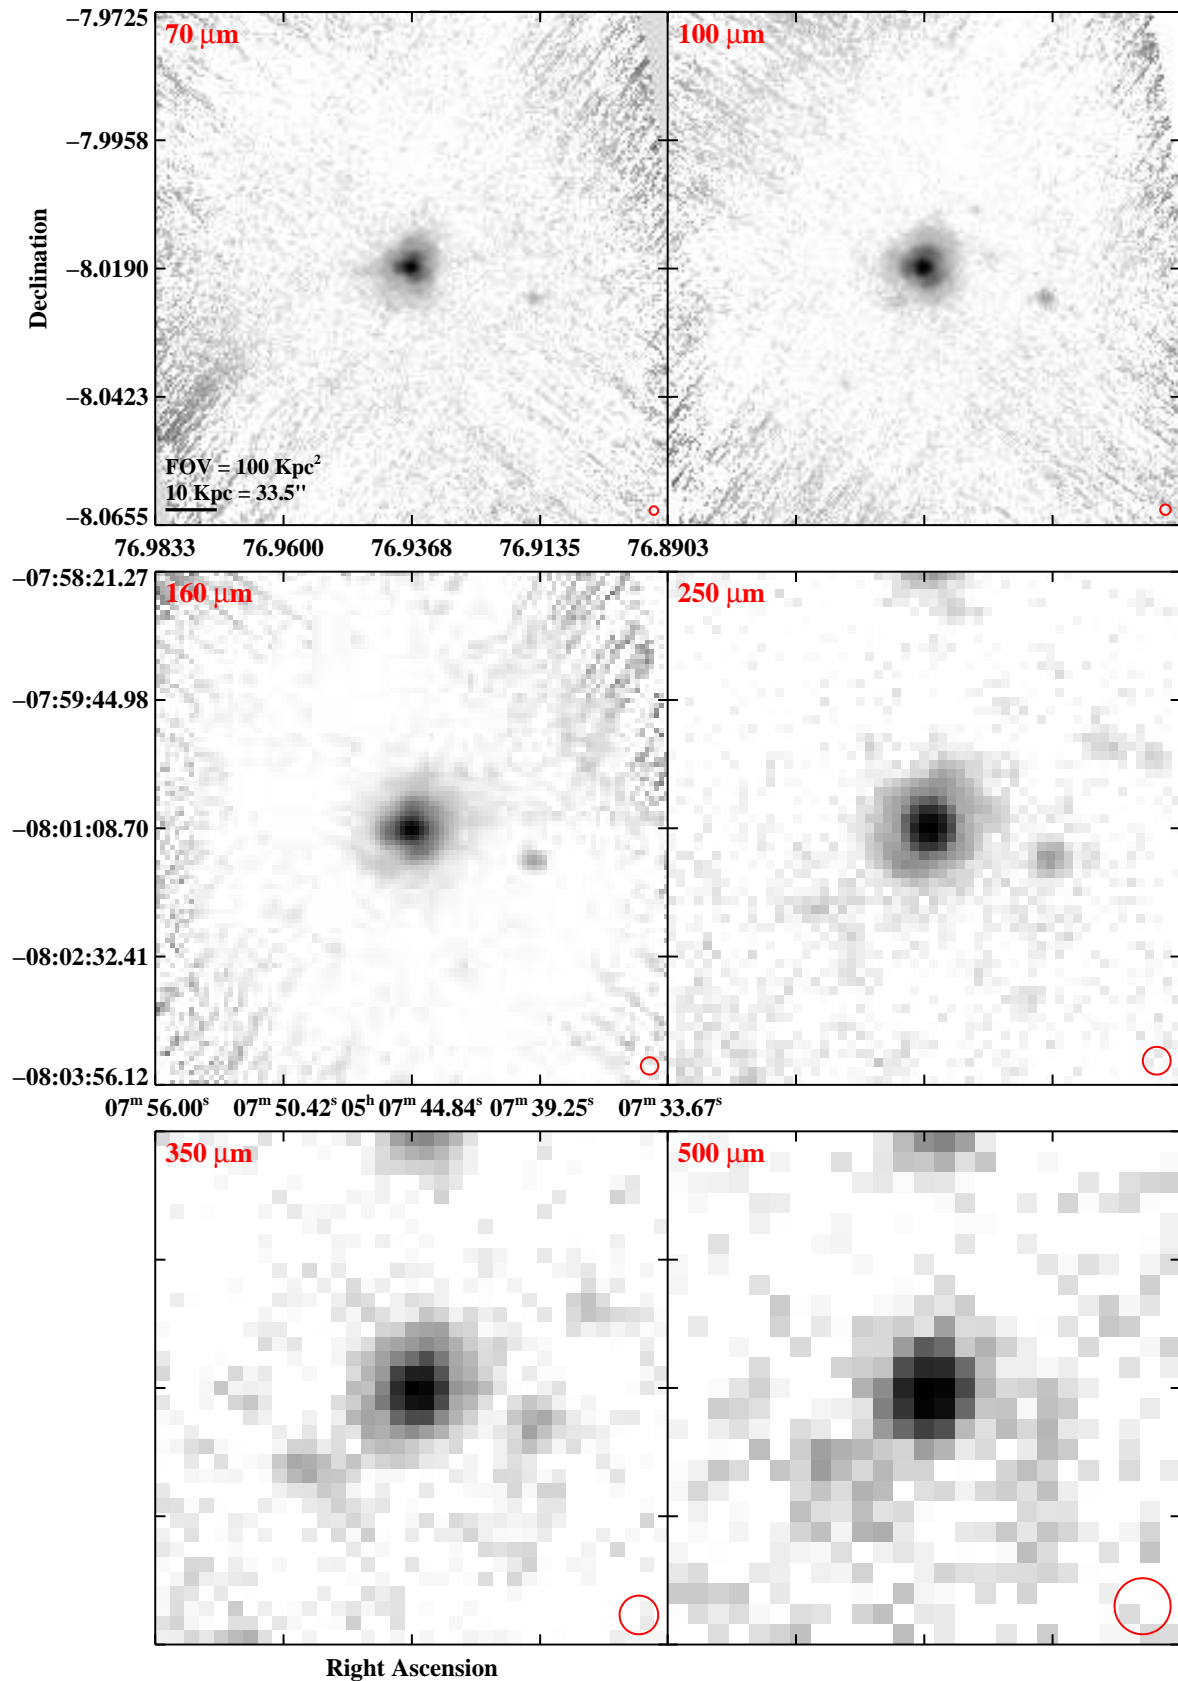 −7.9725
70 μm
100 μm
−7.9958
Declination
−8.0190
−8.0423
FOV = 100 Kpc²
10 Kpc = 33.5"
−8.0655
76.9833 76.9600 76.9368 76.9135 76.8903
−07:58:21.27
160 μm
250 μm
−07:59:44.98
−08:01:08.70
−08:02:32.41
−08:03:56.12
07ᵐ 56.00ˢ 07ᵐ 50.42ˢ 05ʰ 07ᵐ 44.84ˢ 07ᵐ 39.25ˢ 07ᵐ 33.67ˢ
350 μm
500 μm
Right Ascension